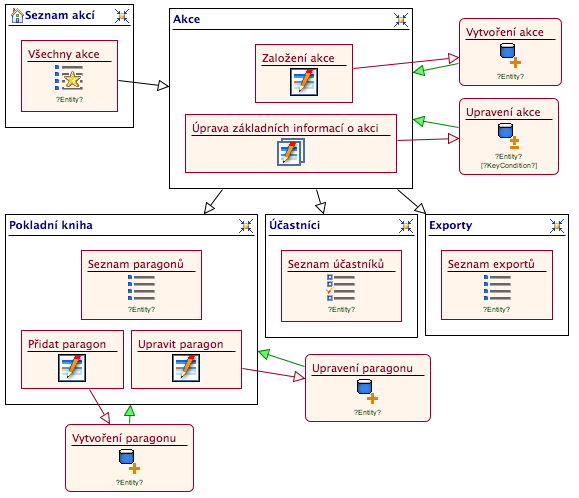 Seznam akcí
Všechny akce
?Entity?
Akce
Založení akce
Úprava základních informací o akci
Vytvoření akce
?Entity?
Upravení akce
?Entity?
[?KeyCondition?]
Pokladní kniha
Seznam paragonů
?Entity?
Přidat paragon
Upravit paragon
Účastníci
Seznam účastníků
?Entity?
Exporty
Seznam exportů
?Entity?
Upravení paragonu
?Entity?
Vytvoření paragonu
?Entity?